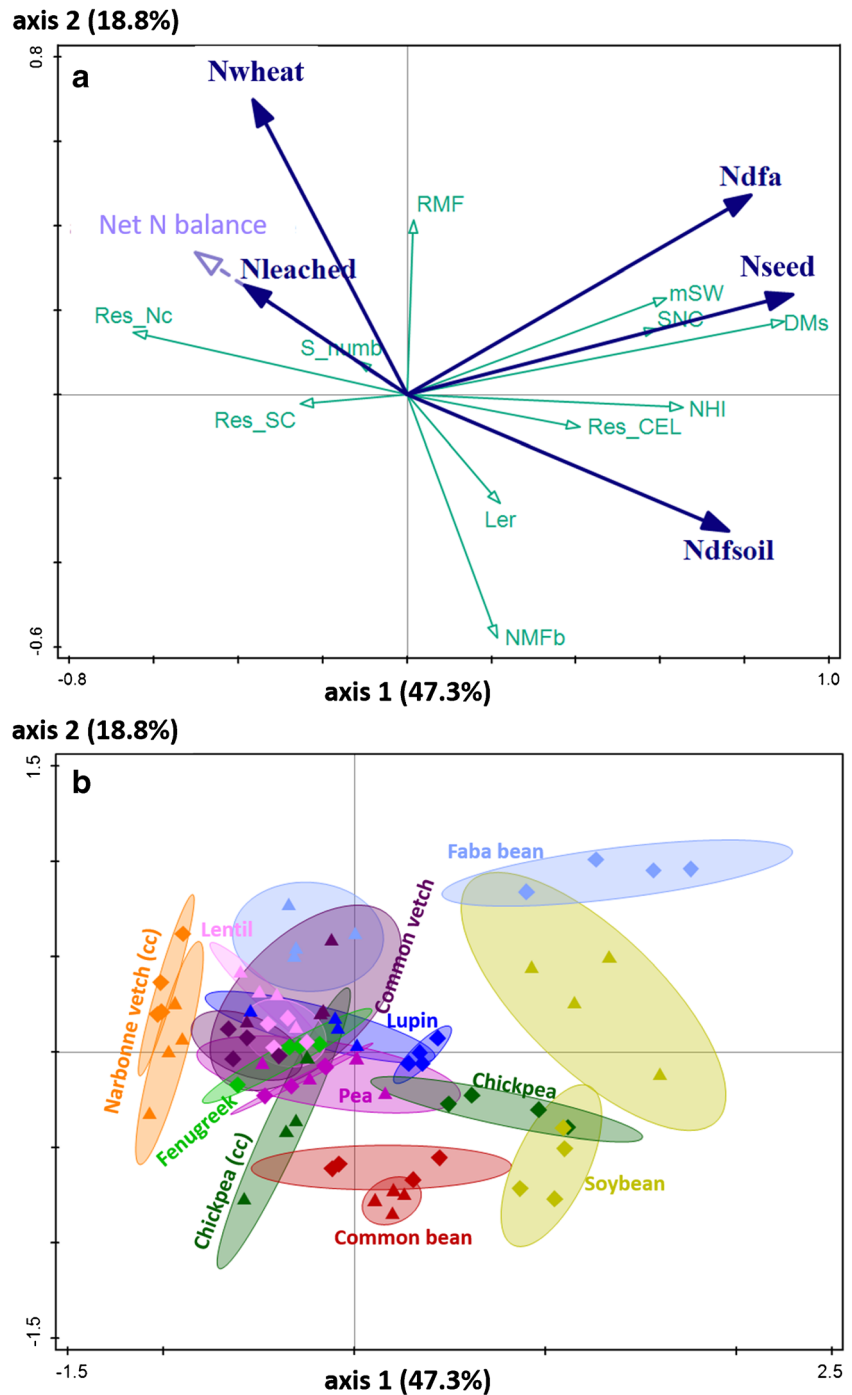 axis 2 (18.8%)
0.8
a
Nwheat
Ndfa
RMF
Net N balance
Nleached
Nseed
mSW
Res_Nc
SNC
DMs
S_numb
NHI
Res_SC
Res_CEL
Ler
Ndfsoil
NMFb
-0.6
-0.8
1.0
axis 1 (47.3%)
axis 2 (18.8%)
1.5
b
Faba bean
Lentil
Common vetch
Narbonne vetch (cc)
Lupin
Chickpea
Pea
Fenugreek
Chickpea (cc)
Soybean
Common bean
-1.5
-1.5
2.5
axis 1 (47.3%)